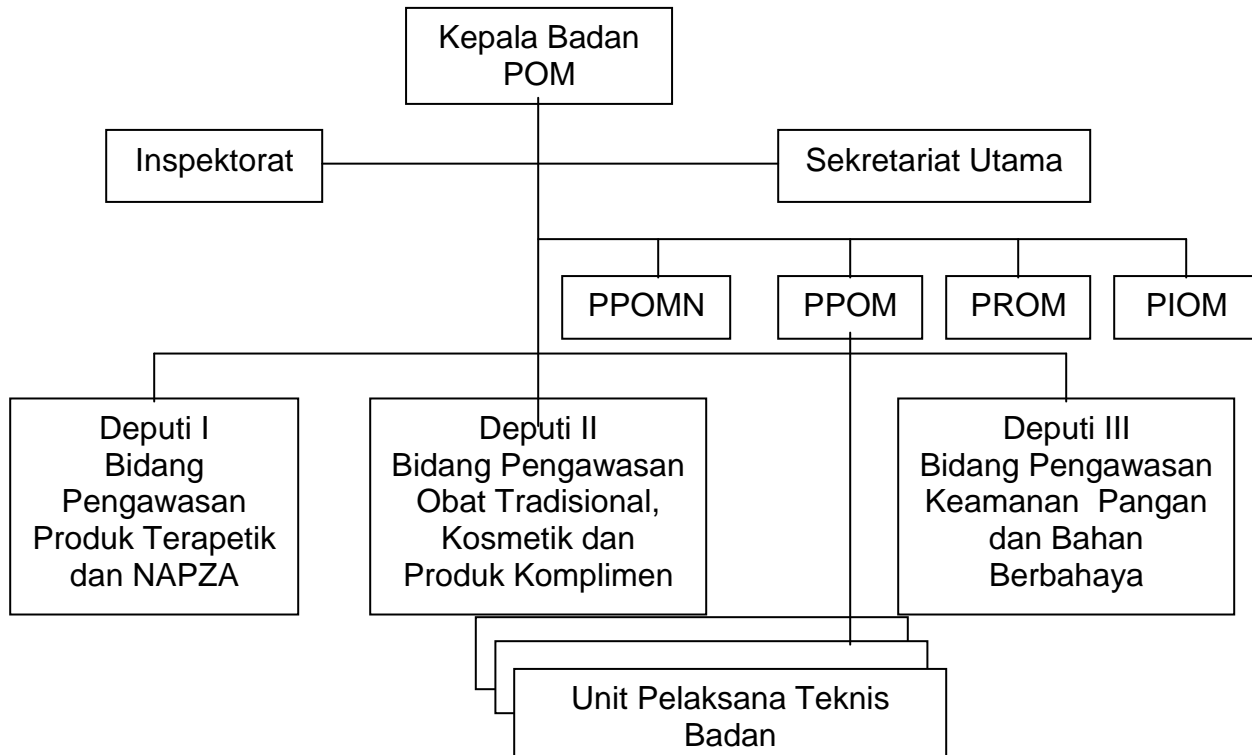 Kepala Badan
POM
Inspektorat
Sekretariat Utama
PPOMN
PPOM
PROM
PIOM
Deputi I
Bidang
Pengawasan
Produk Terapetik
dan NAPZA
Deputi II
Bidang Pengawasan
Obat Tradisional,
Kosmetik dan
Produk Komplimen
Deputi III
Bidang Pengawasan
Keamanan Pangan
dan Bahan
Berbahaya
Unit Pelaksana Teknis
Badan